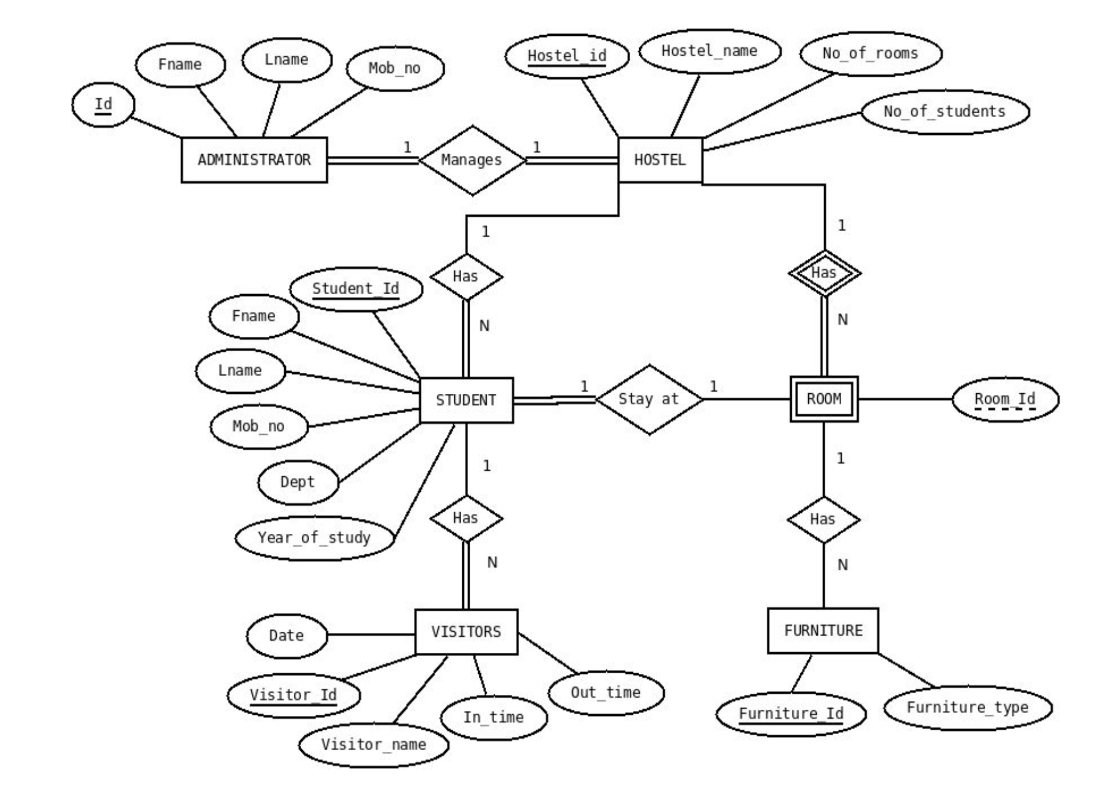 Fname
Lname
Mob_no
Id
Hostel_id
Hostel_name
No_of_rooms
No_of_students
ADMINISTRATOR
1
Manages
1
HOSTEL
1
Has
N
1
Has
N
Student_Id
Fname
Lname
Mob_no
Dept
Year_of_study
STUDENT
1
Stay at
1
ROOM
Room_Id
1
Has
N
1
Has
N
VISITORS
Date
Visitor_Id
Visitor_name
In_time
Out_time
FURNITURE
Furniture_Id
Furniture_type